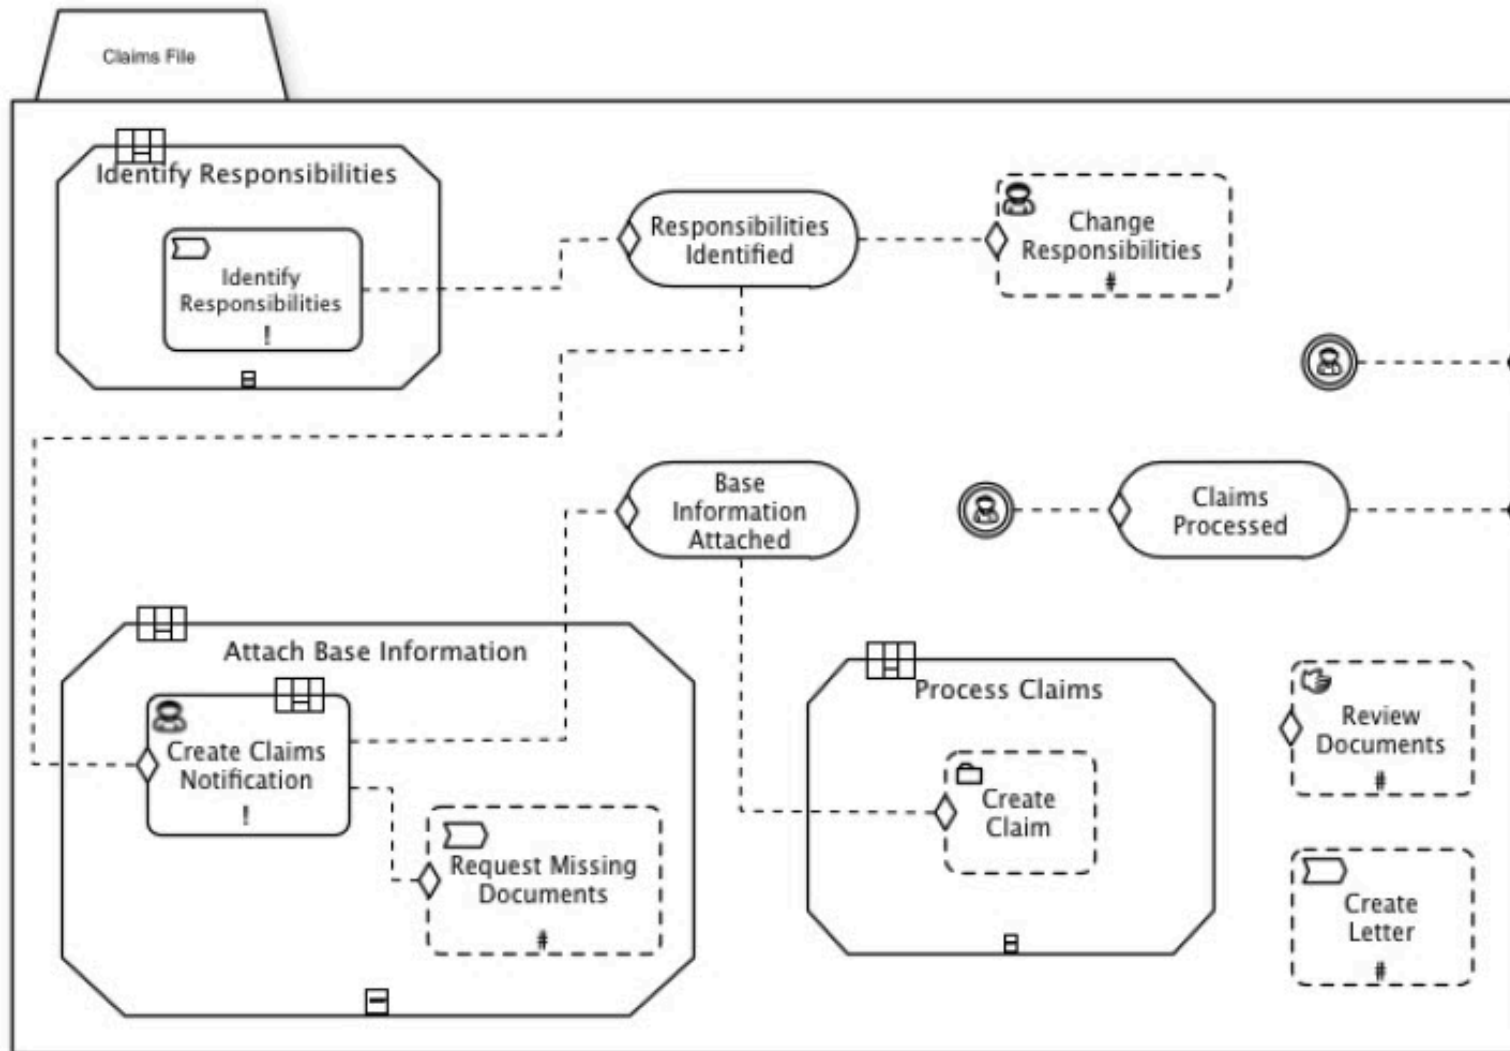 Claims File
Identify Responsibilities
Identify
Responsibilities
!
Responsibilities
Identified
Change
Responsibilities
#
Base
Information
Attached
Claims
Processed
Attach Base Information
Create Claims
Notification
!
Request Missing
Documents
#
Process Claims
Create
Claim
Review
Documents
#
Create
Letter
#